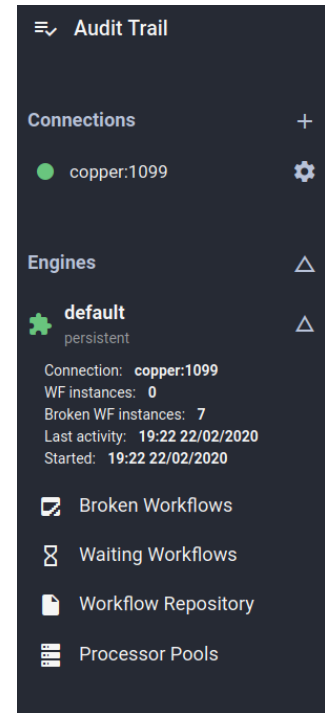 Audit Trail
Connections
copper:1099
Engines
default
persistent
Connection: copper:1099
WF instances: 0
Broken WF instances: 7
Last activity: 19:22 22/02/2020
Started: 19:22 22/02/2020
Broken Workflows
Waiting Workflows
Workflow Repository
Processor Pools